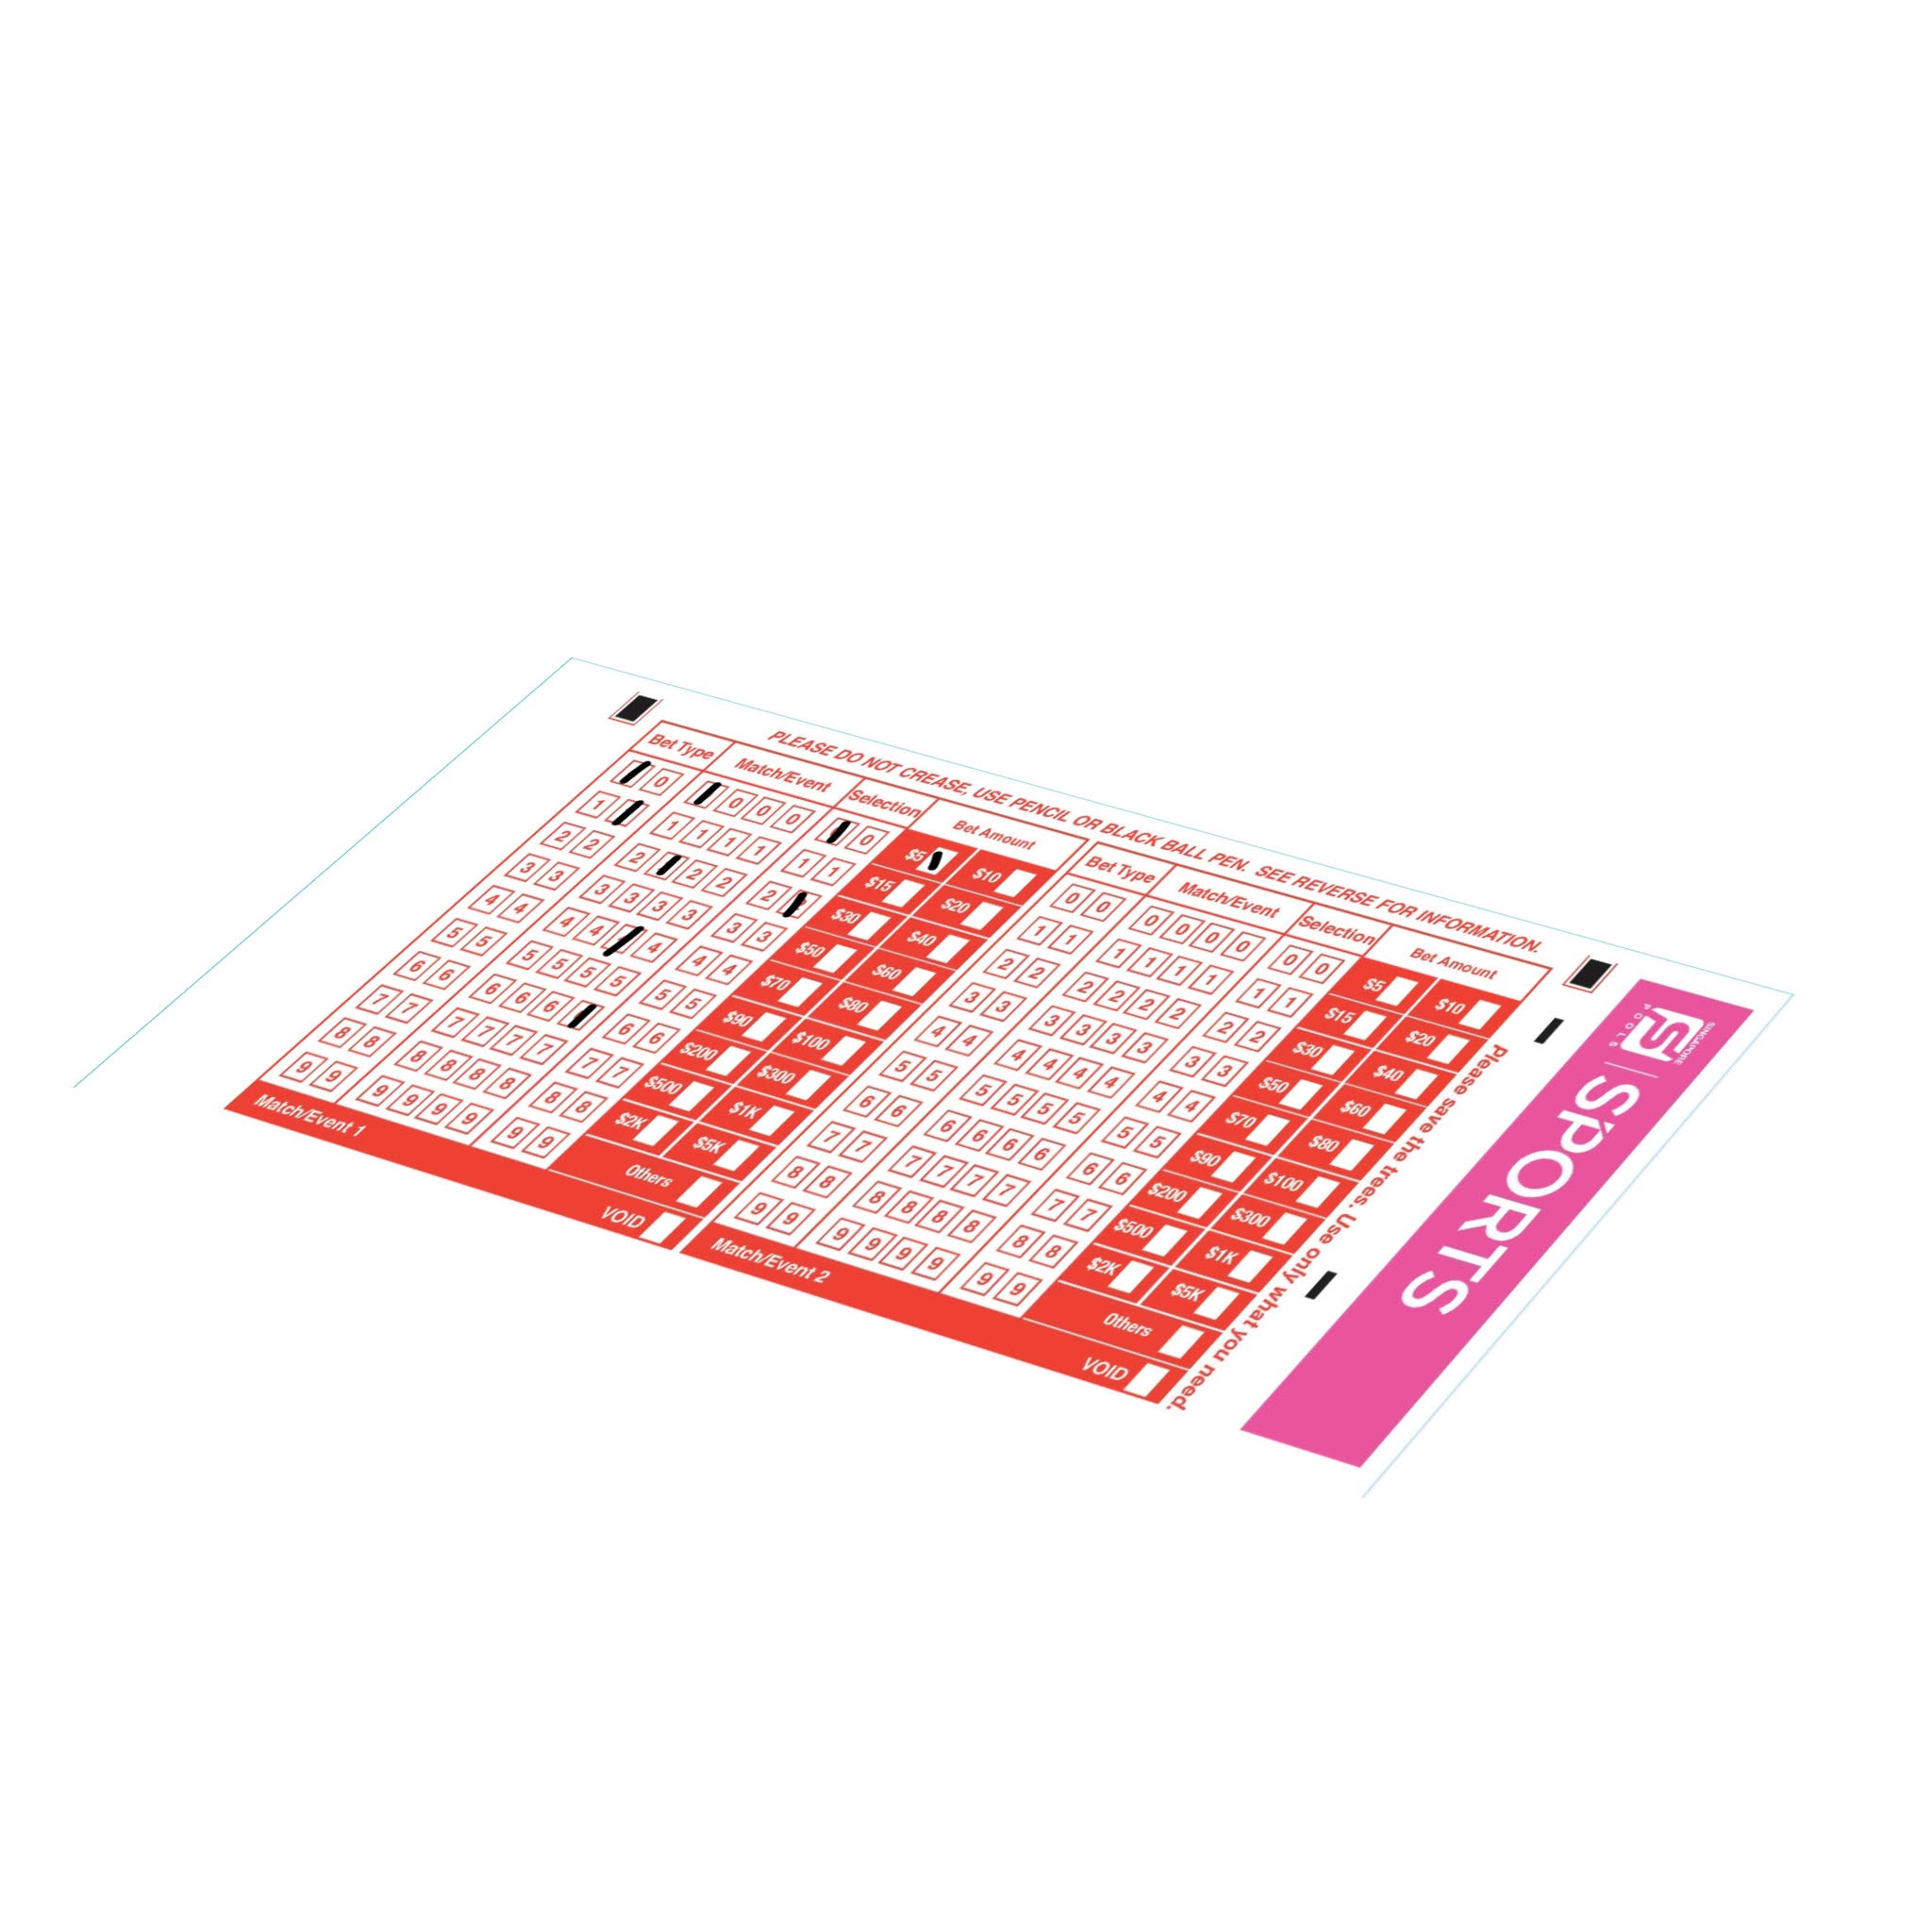 PLEASE DO NOT CREASE, USE PENCIL OR BLACK BALL PEN. SEE REVERSE FOR INFORMATION.
Bet Type Match/Event Selection Bet Amount
0 0 0 0 0 $5 $10
1 1 1 1 1 1 1 $15 $20
2 2 2 2 2 2 $30 $40
3 3 3 3 3 3 3 3 $50 $60
4 4 4 4 4 4 4 $70 $80
5 5 5 5 5 5 5 5 $90 $100
6 6 6 6 6 6 6 $200 $300
7 7 7 7 7 7 7 7 $500 $1K
8 8 8 8 8 8 8 8 $2K $5K
9 9 9 9 9 9 9 9 Others
Match/Event 1 VOID
Bet Type Match/Event Selection Bet Amount
0 0 0 0 0 0 0 0 $5 $10
1 1 1 1 1 1 1 1 $15 $20
2 2 2 2 2 2 2 2 $30 $40
3 3 3 3 3 3 3 3 $50 $60
4 4 4 4 4 4 4 4 $70 $80
5 5 5 5 5 5 5 5 $90 $100
6 6 6 6 6 6 6 6 $200 $300
7 7 7 7 7 7 7 7 $500 $1K
8 8 8 8 8 8 8 8 $2K $5K
9 9 9 9 9 9 9 9 Others
Match/Event 2 VOID
Please save the trees. Use only what you need.
SINGAPORE
POOLS
SPORTS